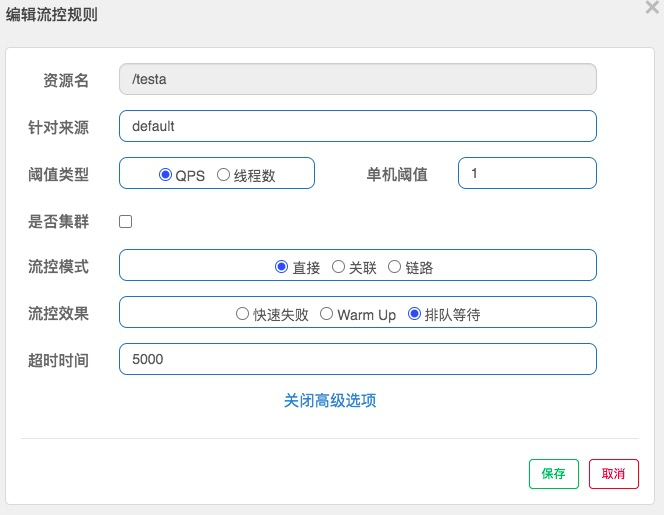 编辑流控规则
资源名 /testa
针对来源 default
阈值类型 QPS 线程数 单机阈值 1
是否集群
流控模式 直接 关联 链路
流控效果 快速失败 Warm Up 排队等待
超时时间 5000
关闭高级选项
保存 取消